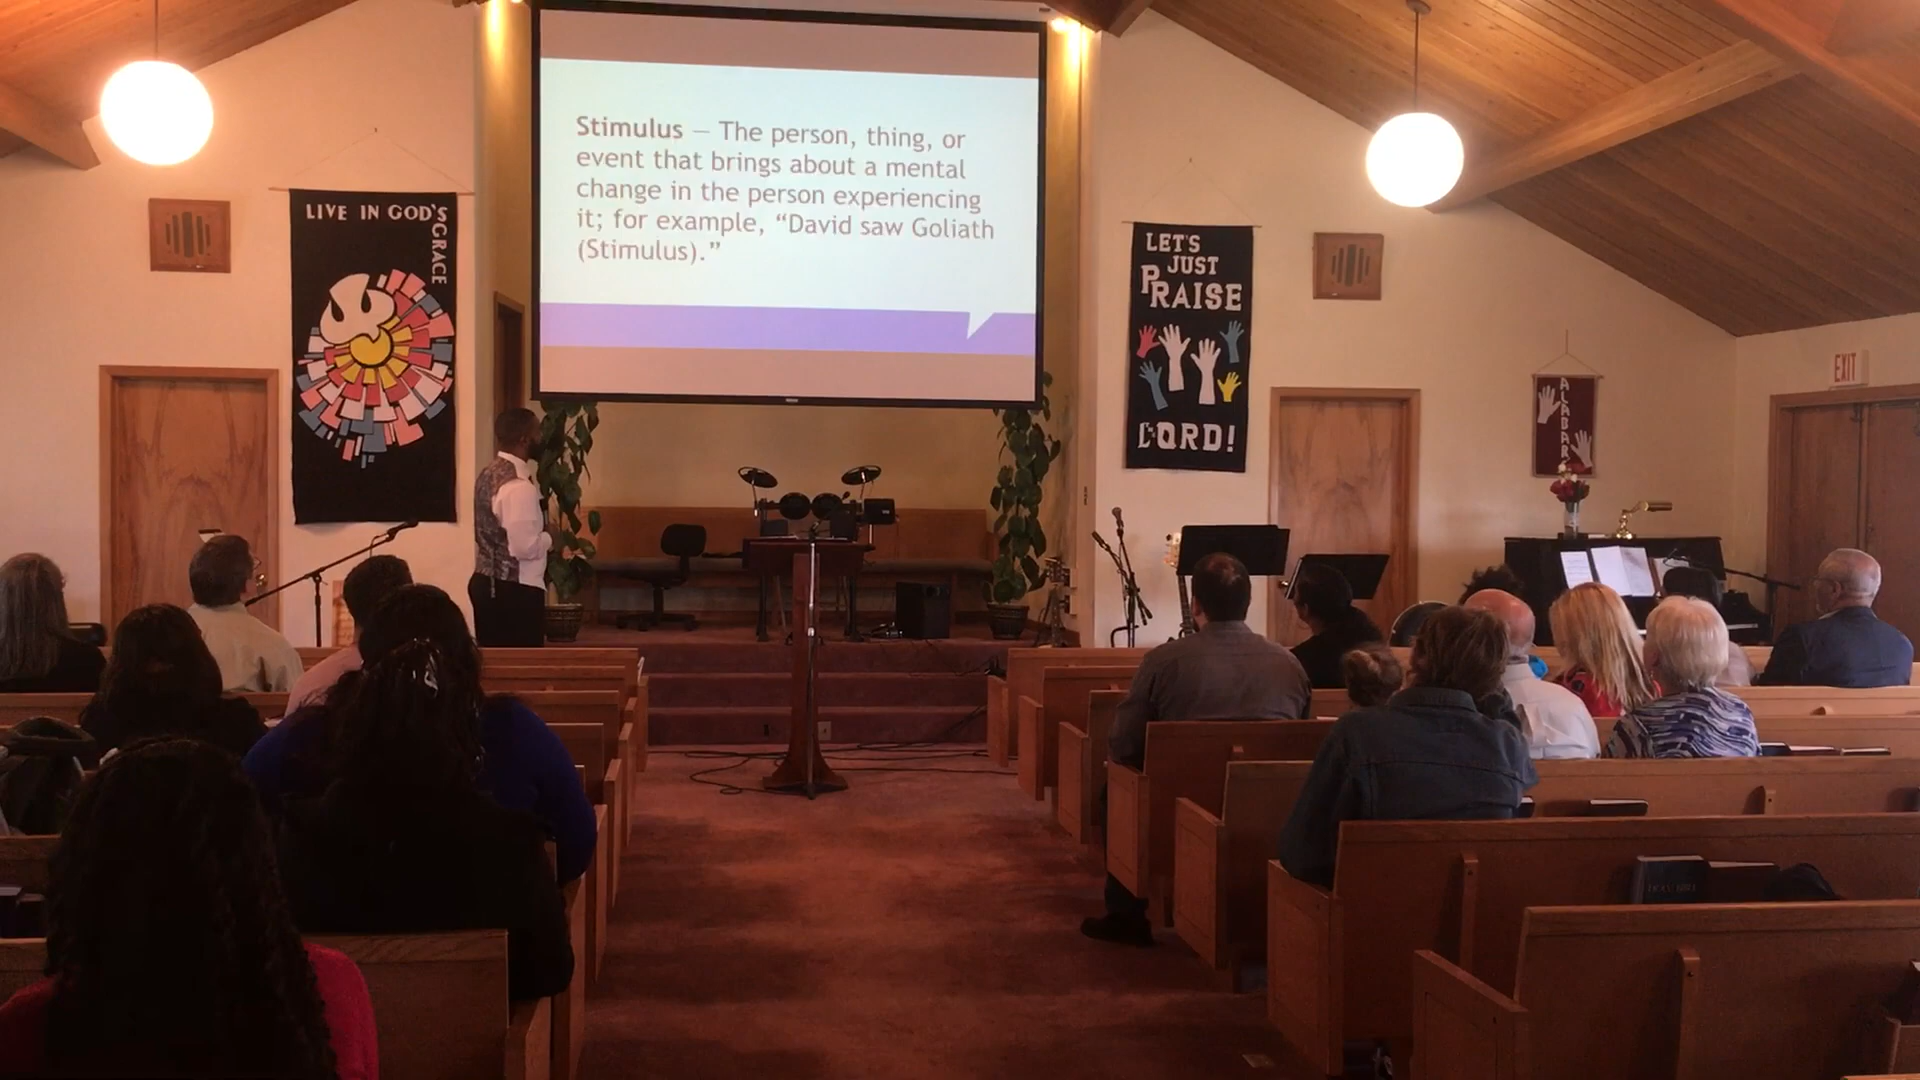 Stimulus — The person, thing, or
event that brings about a mental
change in the person experiencing
it; for example, “David saw Goliath
(Stimulus).”
LIVE IN GOD'S
GRACE
LET'S
JUST
PRAISE
LORD!
ALABAR
EXIT